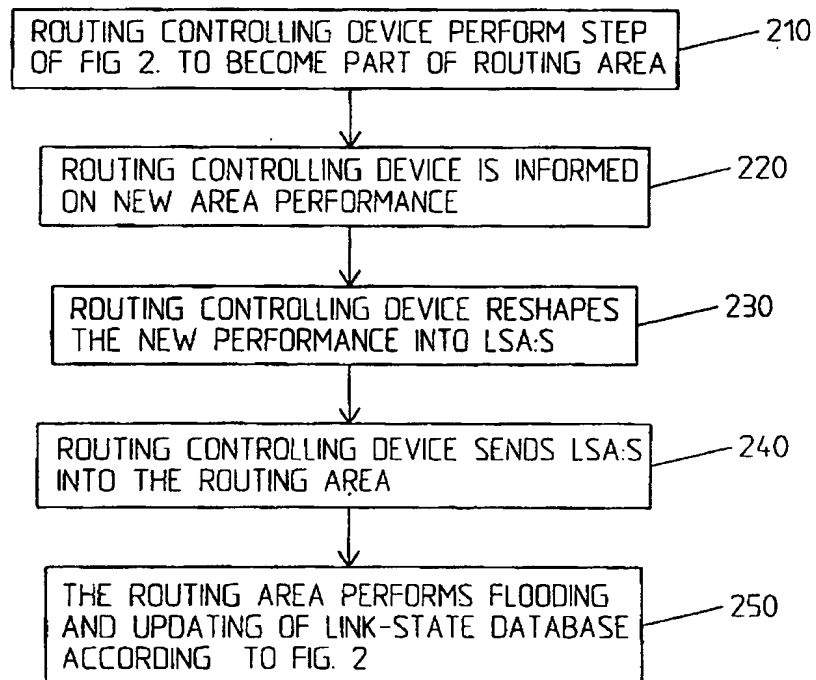 ROUTING CONTROLLING DEVICE PERFORM STEP
OF FIG 2. TO BECOME PART OF ROUTING AREA
210
ROUTING CONTROLLING DEVICE IS INFORMED
ON NEW AREA PERFORMANCE
220
ROUTING CONTROLLING DEVICE RESHAPES
THE NEW PERFORMANCE INTO LSA:S
230
ROUTING CONTROLLING DEVICE SENDS LSA:S
INTO THE ROUTING AREA
240
THE ROUTING AREA PERFORMS FLOODING
AND UPDATING OF LINK-STATE DATABASE
ACCORDING TO FIG. 2
250